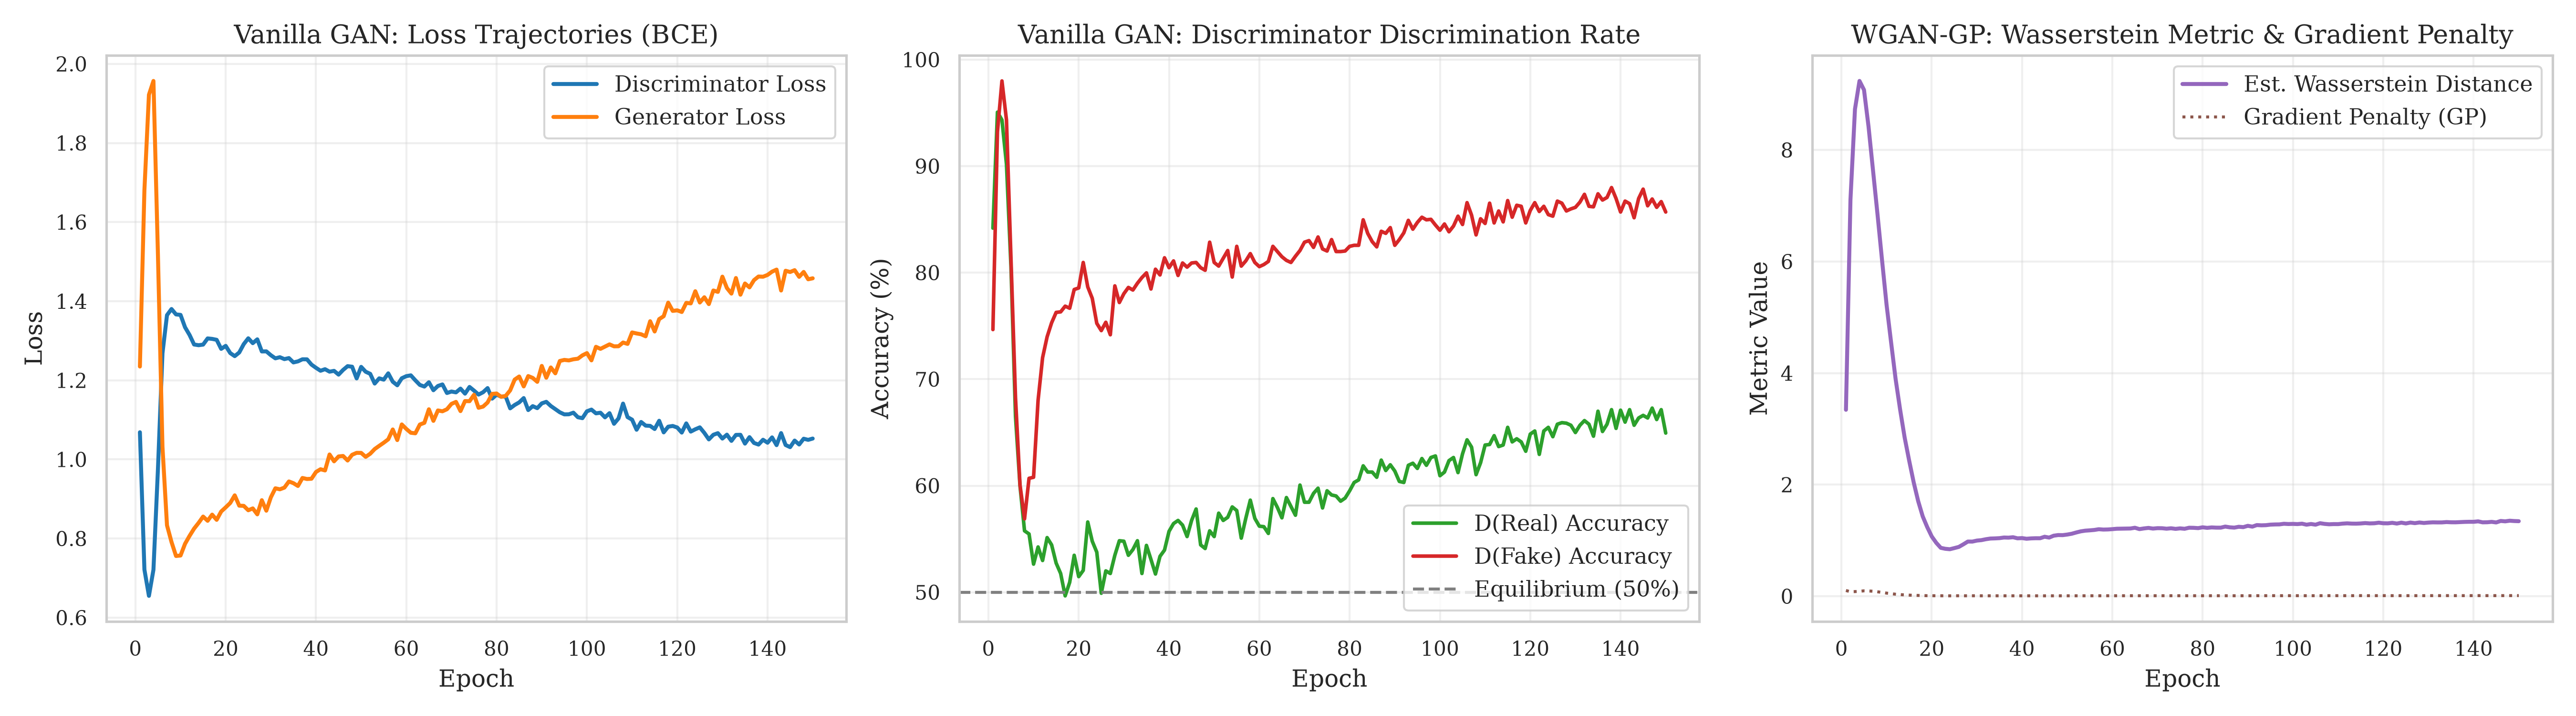 Vanilla GAN: Loss Trajectories (BCE)
2.0
1.8
1.6
1.4
1.2
1.0
0.8
0.6
Loss
Discriminator Loss
Generator Loss
0 20 40 60 80 100 120 140
Epoch
Vanilla GAN: Discriminator Discrimination Rate
100
90
80
70
60
50
Accuracy (%)
D(Real) Accuracy
D(Fake) Accuracy
Equilibrium (50%)
0 20 40 60 80 100 120 140
Epoch
WGAN-GP: Wasserstein Metric & Gradient Penalty
8
6
4
2
0
Metric Value
Est. Wasserstein Distance
Gradient Penalty (GP)
0 20 40 60 80 100 120 140
Epoch